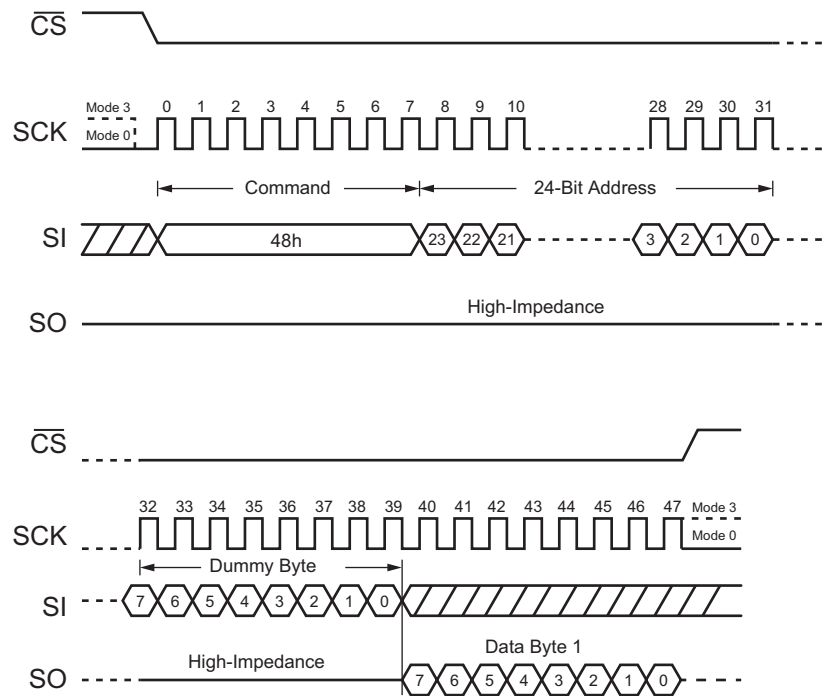 CS
Mode 3 0 1 2 3 4 5 6 7 8 9 10 28 29 30 31
SCK
Mode 0
Command 24-Bit Address
SI 48h 23 22 21 3 2 1 0
High-Impedance
SO
CS
32 33 34 35 36 37 38 39 40 41 42 43 44 45 46 47 Mode 3
SCK Mode 0
Dummy Byte
SI 7 6 5 4 3 2 1 0
High-Impedance Data Byte 1
SO 7 6 5 4 3 2 1 0